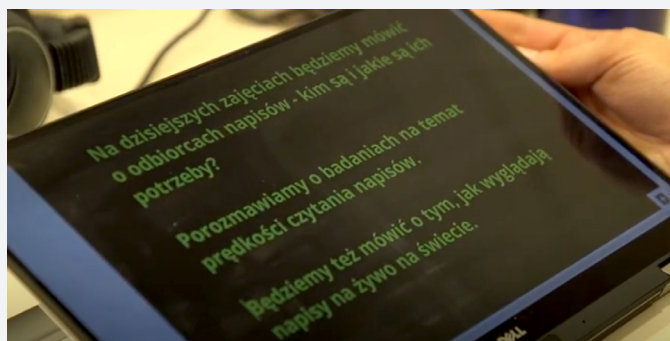 Na dzisiejszych zajęciach będziemy mówić
o odbiorcach napisów - kim są i jakie są ich
potrzeby?
Porozmawiamy o badaniach na temat
prędkości czytania napisów.
Będziemy też mówić o tym, jak wyglądają
napisy na żywo na świecie.
DELL